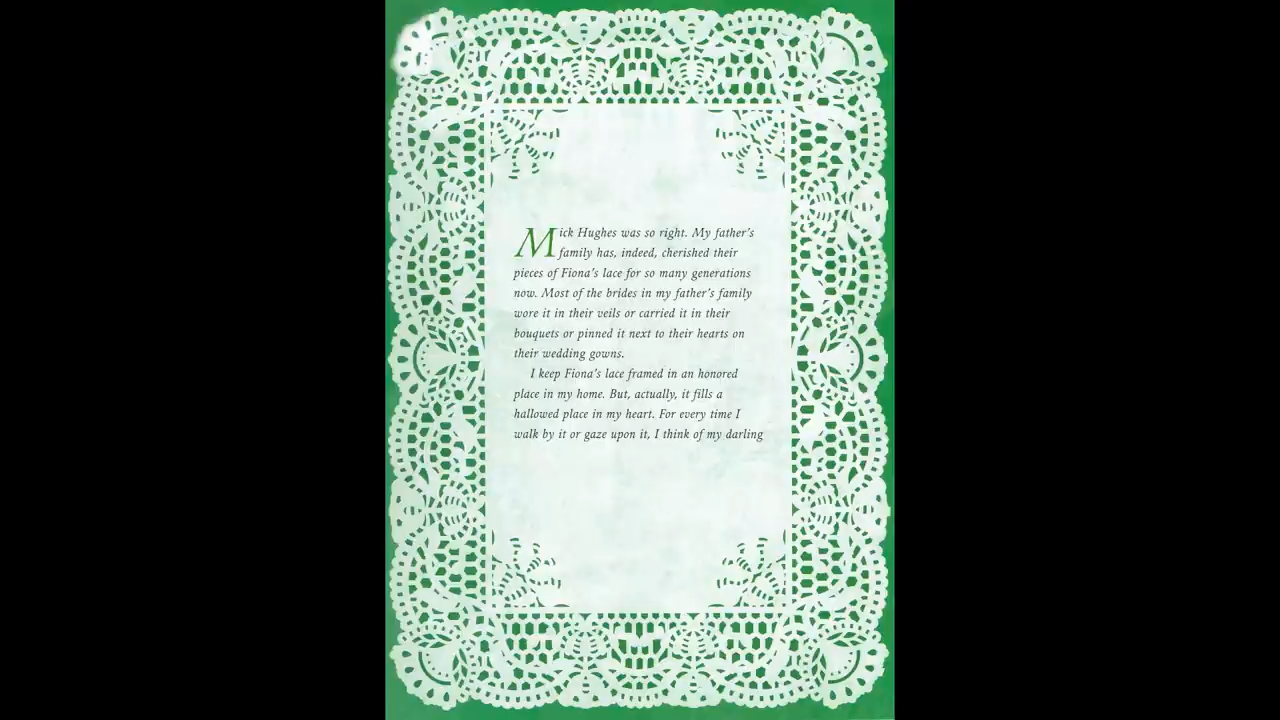 Mick Hughes was so right. My father's
family has, indeed, cherished their
pieces of Fiona's lace for so many generations
now. Most of the brides in my father's family
wore it in their veils or carried it in their
bouquets or pinned it next to their hearts on
their wedding gowns.
I keep Fiona's lace framed in an honored
place in my home. But, actually, it fills a
hallowed place in my heart. For every time I
walk by it or gaze upon it, I think of my darling